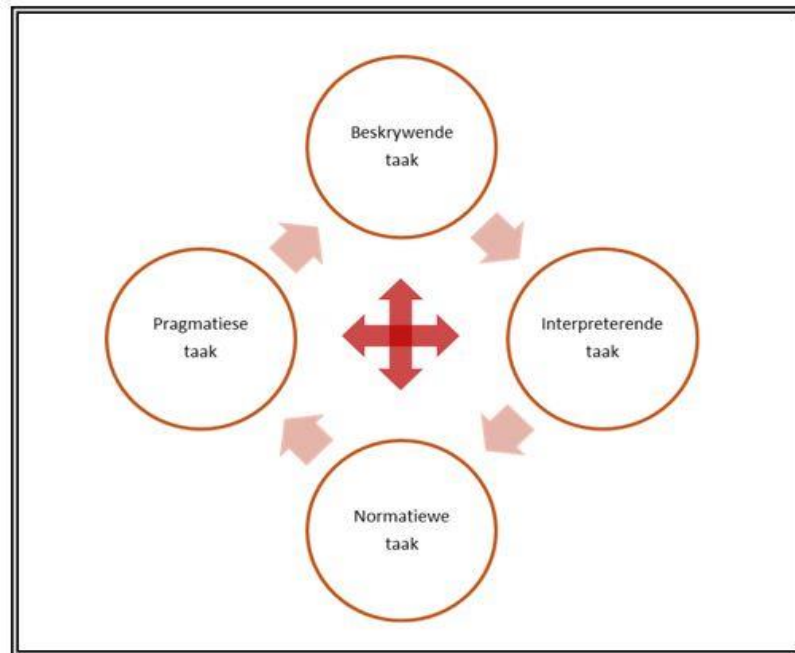 Beskrywende
taak
Pragmatiese
taak
Interpreterende
taak
Normatiewe
taak